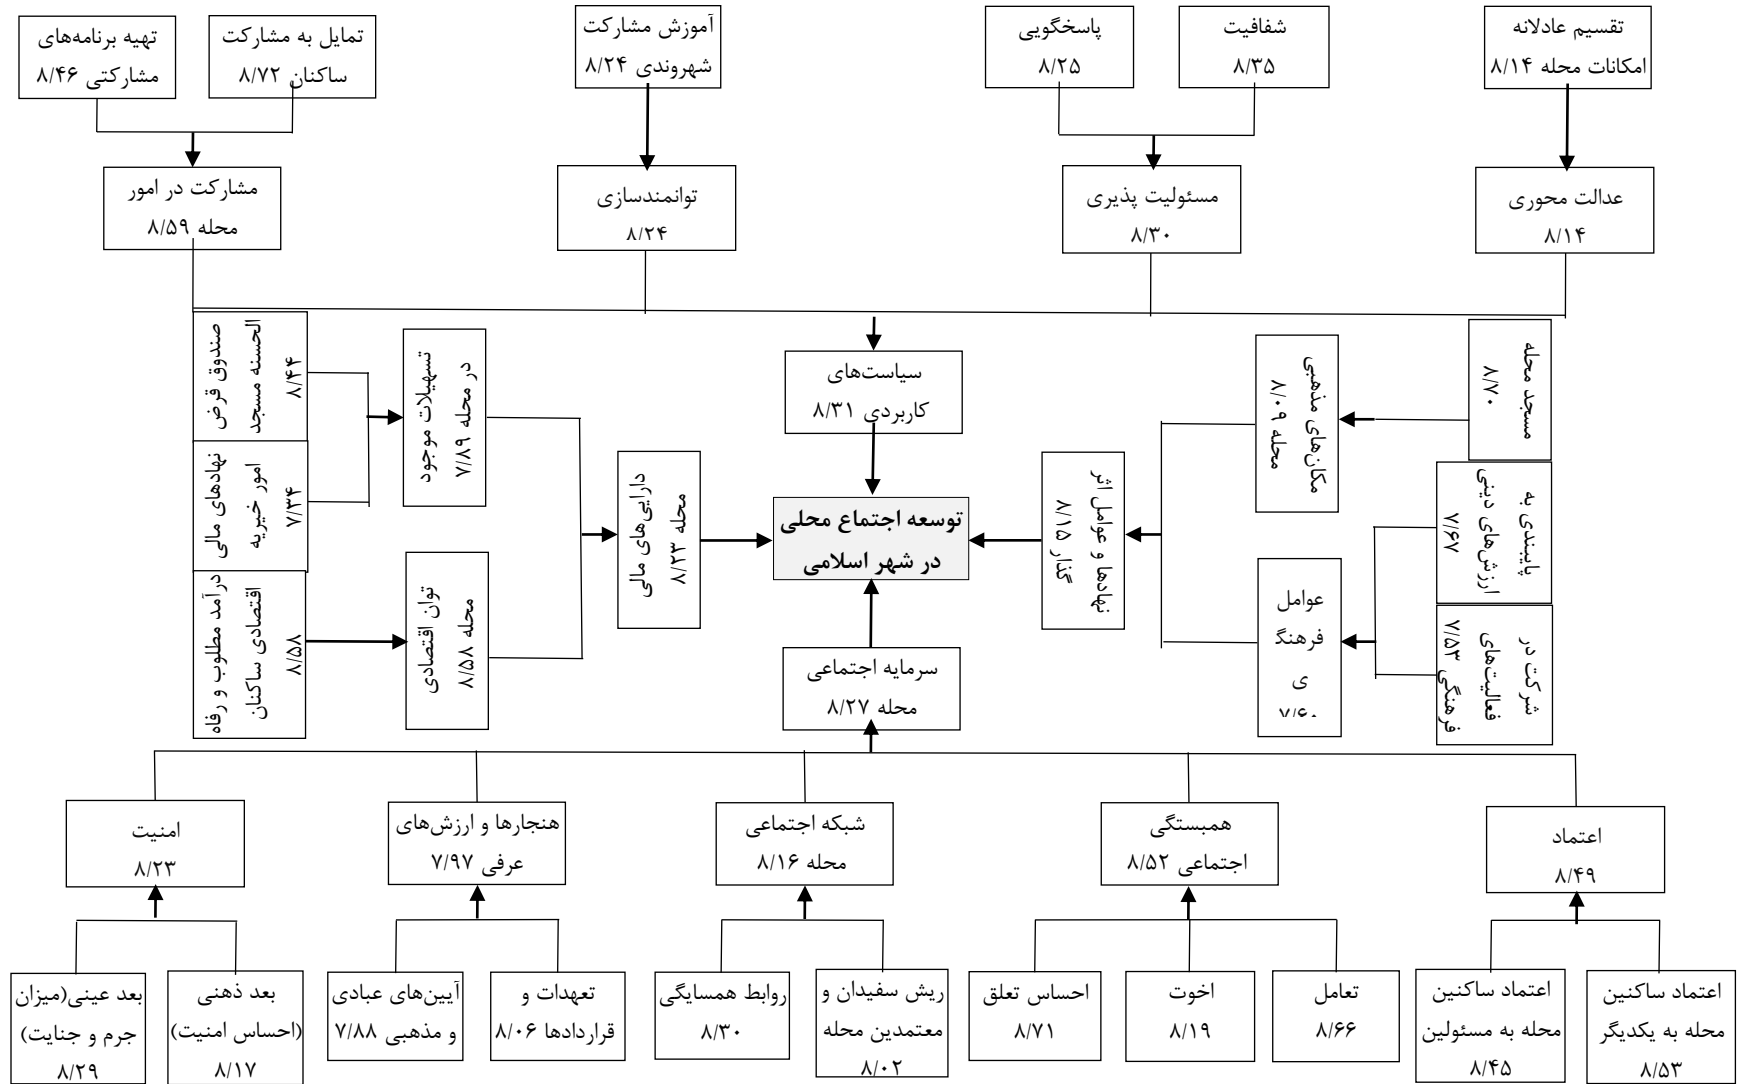 تقسیم عادلانه
امکانات محله ۸/۱۴
شفافیت
۸/۳۵
پاسخگویی
۸/۲۵
آموزش مشارکت
شهروندی ۸/۲۴
تمایل به مشارکت
ساکنان ۸/۷۲
تهیه برنامه‌های
مشارکتی ۸/۴۶
عدالت محوری
۸/۱۴
مسئولیت پذیری
۸/۳۰
توانمندسازی
۸/۲۴
مشارکت در امور
محله ۸/۵۹
سیاست‌های
کاربردی ۸/۳۱
مسجد محله
۸/۷۰
پایبندی به
ارزش‌های دینی
۷/۶۷
شرکت در
فعالیت‌های
فرهنگی ۷/۵۳
مکان‌های مذهبی
محله ۸/۰۹
عوامل
فرهنگ
ی
۷/۶۰
نهادها و عوامل اثر
گذار ۸/۱۵
توسعه اجتماع محلی
در شهر اسلامی
دارایی‌های مالی
محله ۸/۲۳
تسهیلات موجود
در محله ۷/۸۹
توان اقتصادی
محله ۸/۵۸
صندوق قرض
الحسنه مسجد
۸/۴۴
نهادهای مالی
امور خیریه
۷/۳۴
درآمد مطلوب و رفاه
اقتصادی ساکنان
۸/۵۸
سرمایه اجتماعی
محله ۸/۲۷
اعتماد
۸/۴۹
همبستگی
اجتماعی ۸/۵۲
شبکه اجتماعی
محله ۸/۱۶
هنجارها و ارزش‌های
عرفی ۷/۹۷
امنیت
۸/۲۳
اعتماد ساکنین
محله به یکدیگر
۸/۵۳
اعتماد ساکنین
محله به مسئولین
۸/۴۵
تعامل
۸/۶۶
اخوت
۸/۱۹
احساس تعلق
۸/۷۱
ریش سفیدان و
معتمدین محله
۸/۰۲
روابط همسایگی
۸/۳۰
تعهدات و
قراردادها ۸/۰۶
آیین‌های عبادی
و مذهبی ۷/۸۸
بعد ذهنی
(احساس امنیت)
۸/۱۷
بعد عینی(میزان
جرم و جنایت)
۸/۲۹